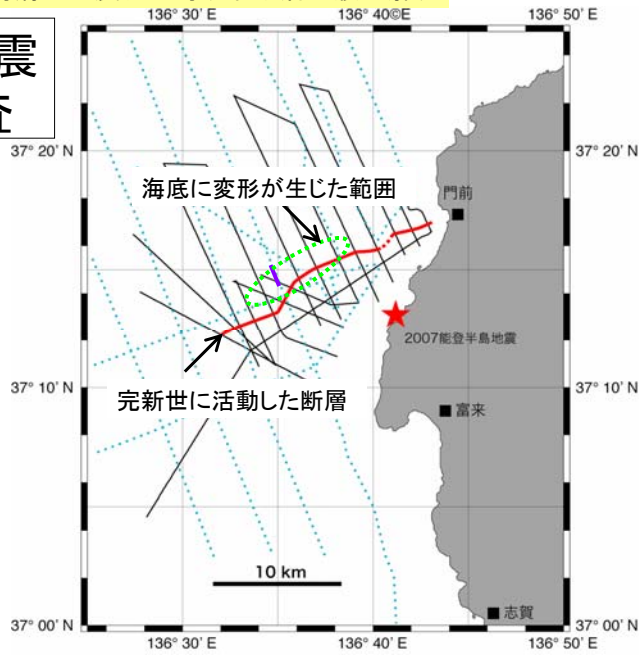 震
136° 30' E
136° 40©E
136° 50' E
37° 20' N
37° 20' N
海底に変形が生じた範囲
門前
2007能登半島地震
37° 10' N
37° 10' N
完新世に活動した断層
富来
10 km
志賀
37° 00' N
37° 00' N
136° 30' E
136° 40' E
136° 50' E